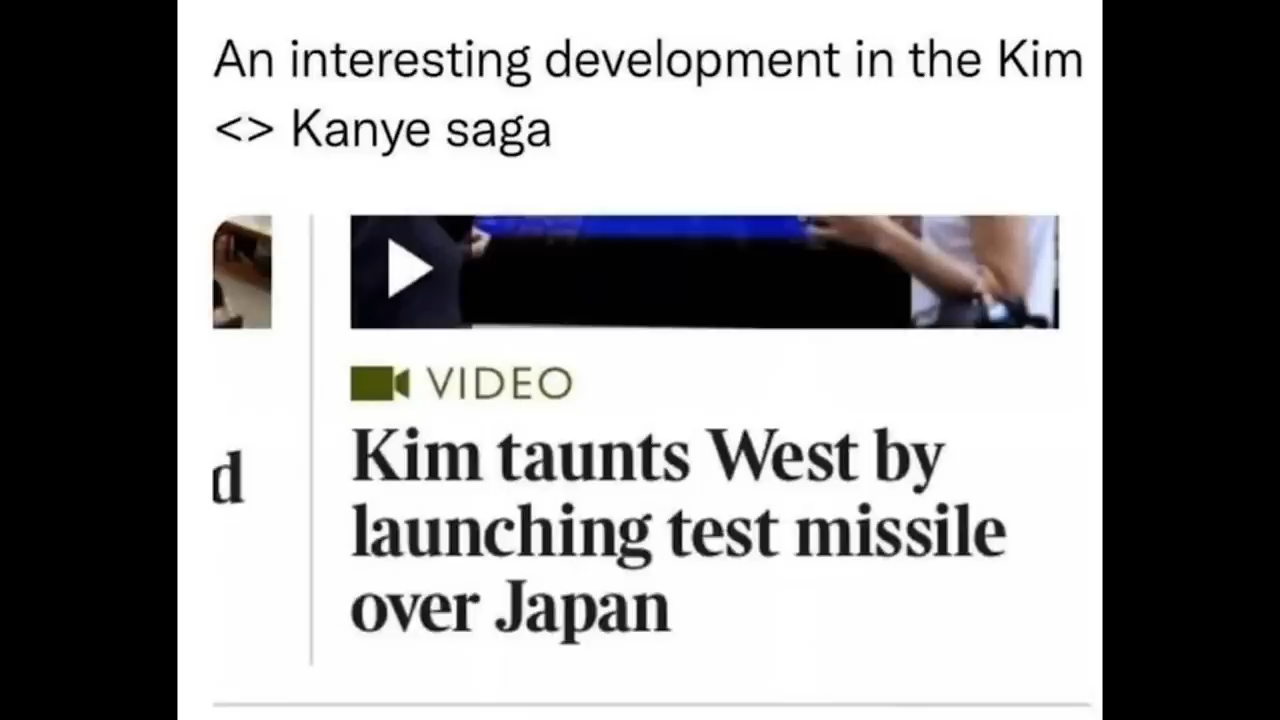 An interesting development in the Kim
<> Kanye saga
VIDEO
d
Kim taunts West by
launching test missile
over Japan